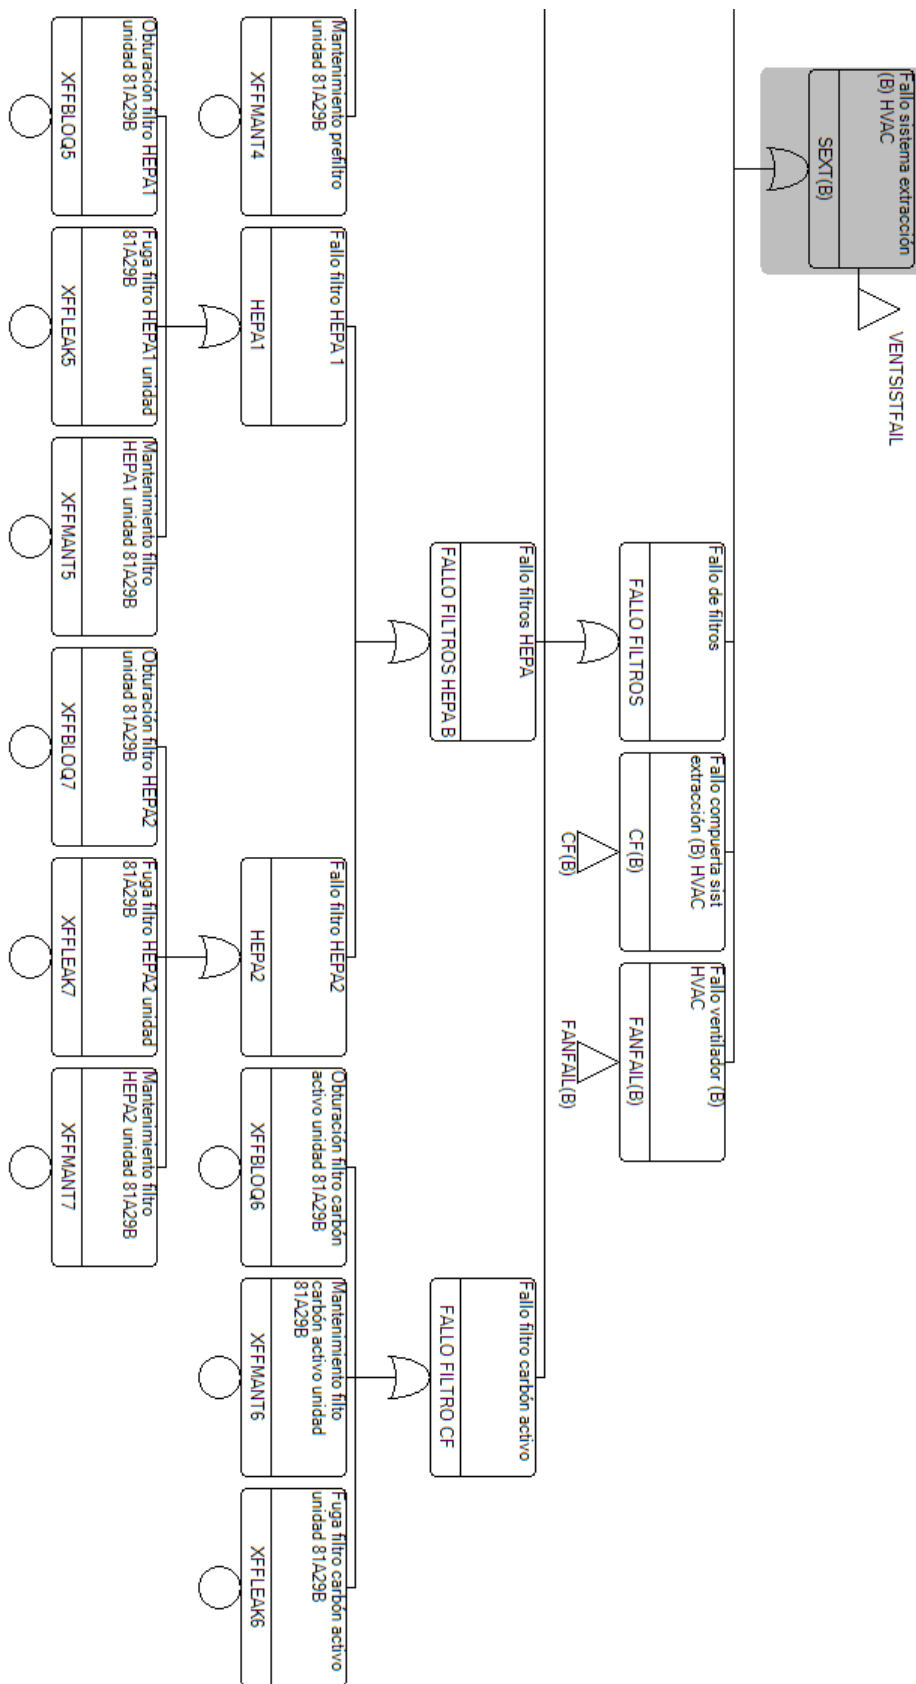 Fallo sistema extracción
(B) HVAC
SEXT(B)
VENTSISTFAIL
Fallo de filtros
FALLO FILTROS
Fallo compuerta sist
extracción (B) HVAC
CF(B)
CF(B)
Fallo ventilador (B)
HVAC
FANFAIL(B)
FANFAIL(B)
Fallo filtros HEPA
FALLO FILTROS HEPA B
Fallo filtro carbón activo
FALLO FILTRO CF
Mantenimiento prefiltro
unidad 81A29B
XFFMANT4
Fallo filtro HEPA 1
HEPA1
Fallo filtro HEPA2
HEPA2
Obturación filtro carbón
activo unidad 81A29B
XFFBLOQ6
Mantenimiento filto
carbón activo unidad
81A29B
XFFMANT6
Fuga filtro carbón activo
unidad 81A29B
XFFLEAK6
Obturación filtro HEPA1
unidad 81A29B
XFFBLOQ5
Fuga filtro HEPA1 unidad
81A29B
XFFLEAK5
Mantenimiento filtro
HEPA1 unidad 81A29B
XFFMANT5
Obturación filtro HEPA2
unidad 81A29B
XFFBLOQ7
Fuga filtro HEPA2 unidad
81A29B
XFFLEAK7
Mantenimiento filtro
HEPA2 unidad 81A29B
XFFMANT7